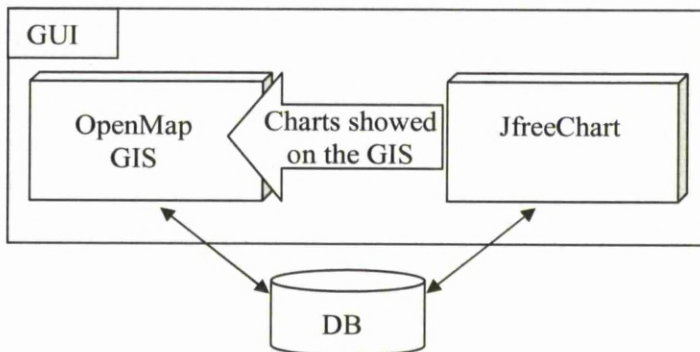 GUI
OpenMap
GIS
Charts showed
on the GIS
JfreeChart
DB